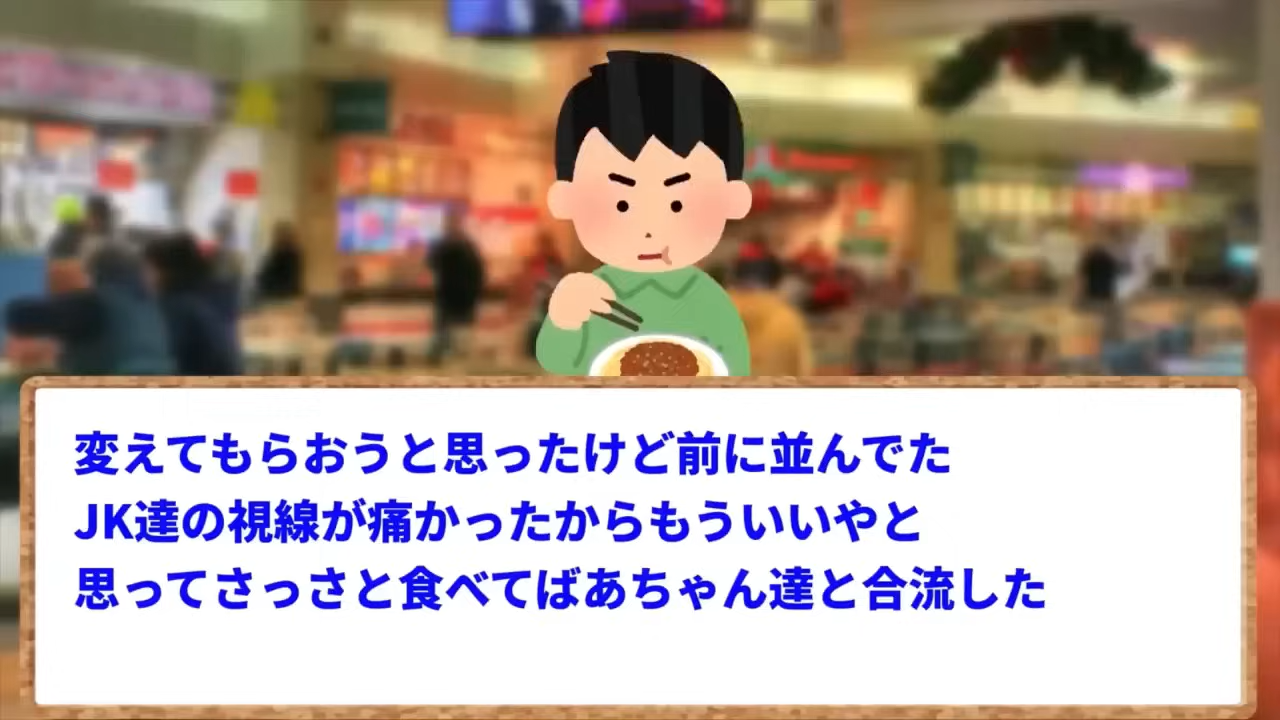 変えてもらおうと思ったけど前に並んでた
JK達の視線が痛かったからもういいやと
思ってさっさと食べてばあちゃん達と合流した